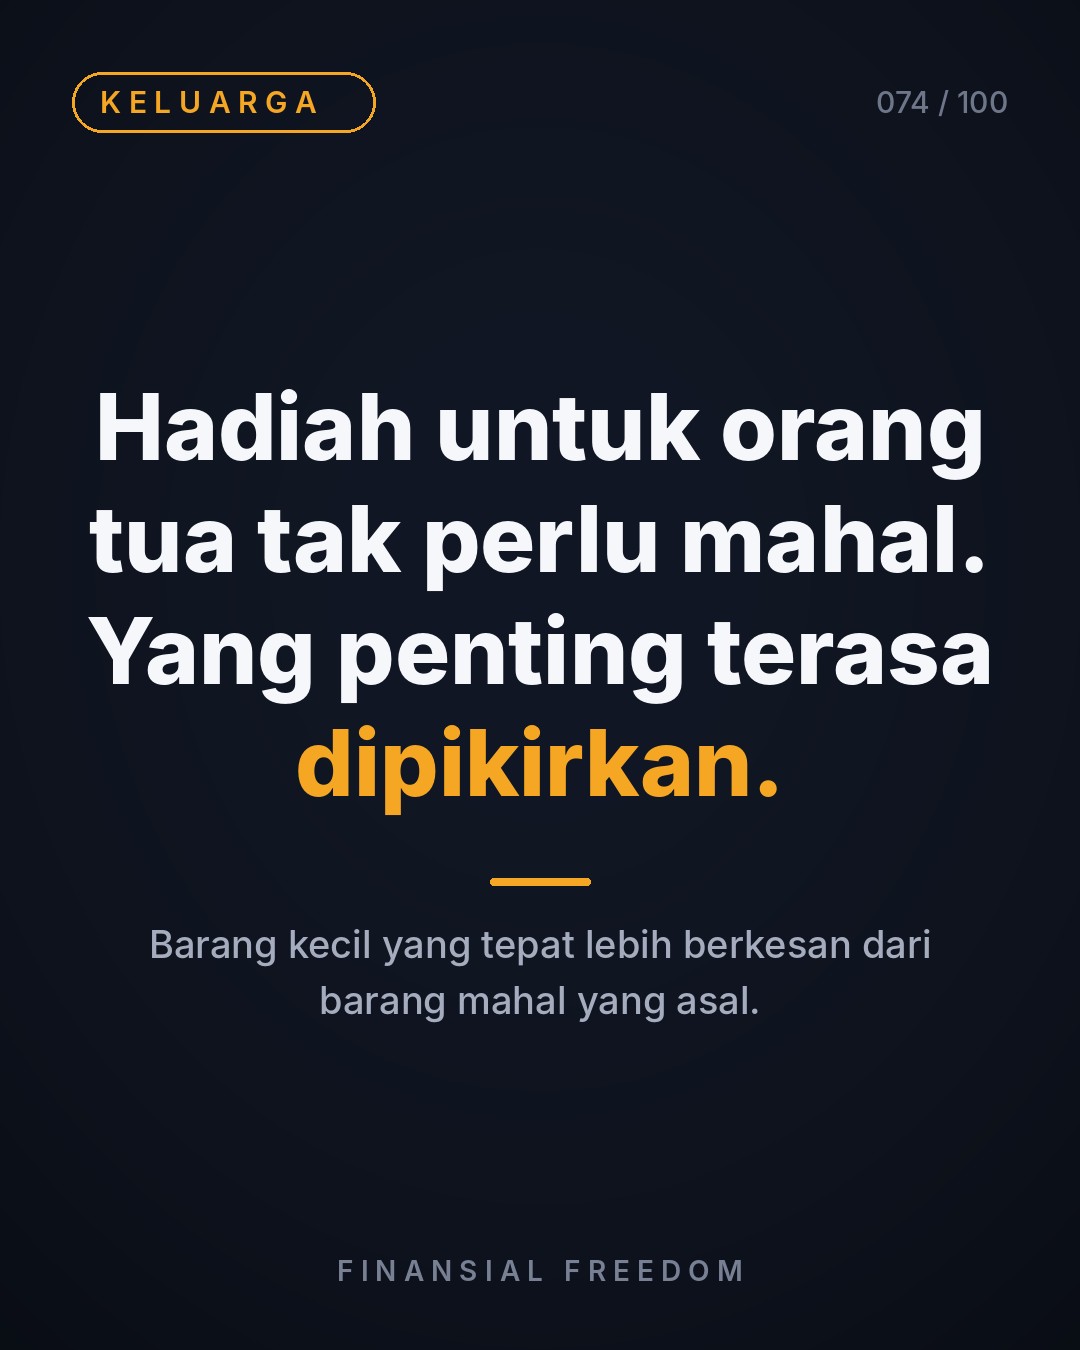 KELUARGA
074 / 100
Hadiah untuk orang
tua tak perlu mahal.
Yang penting terasa
dipikirkan.
Barang kecil yang tepat lebih berkesan dari
barang mahal yang asal.
FINANSIAL FREEDOM